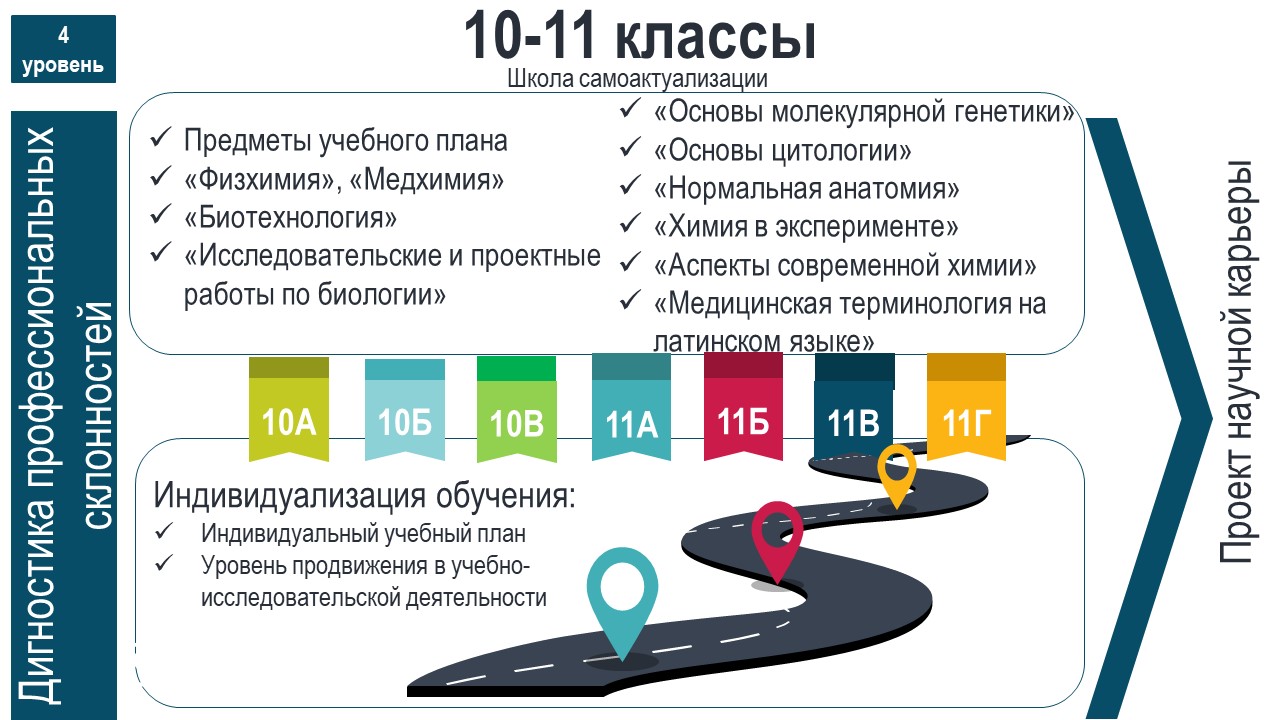 4
уровень
10-11 классы
Школа самоактуализации
Дигностика профессиональных
склонностей
Предметы учебного плана
«Физхимия», «Медхимия»
«Биотехнология»
«Исследовательские и проектные
работы по биологии»
«Основы молекулярной генетики»
«Основы цитологии»
«Нормальная анатомия»
«Химия в эксперименте»
«Аспекты современной химии»
«Медицинская терминология на
латинском языке»
10А
10Б
10В
11А
11Б
11В
11Г
Индивидуализация обучения:
Индивидуальный учебный план
Уровень продвижения в учебно-
исследовательской деятельности
Проект научной карьеры